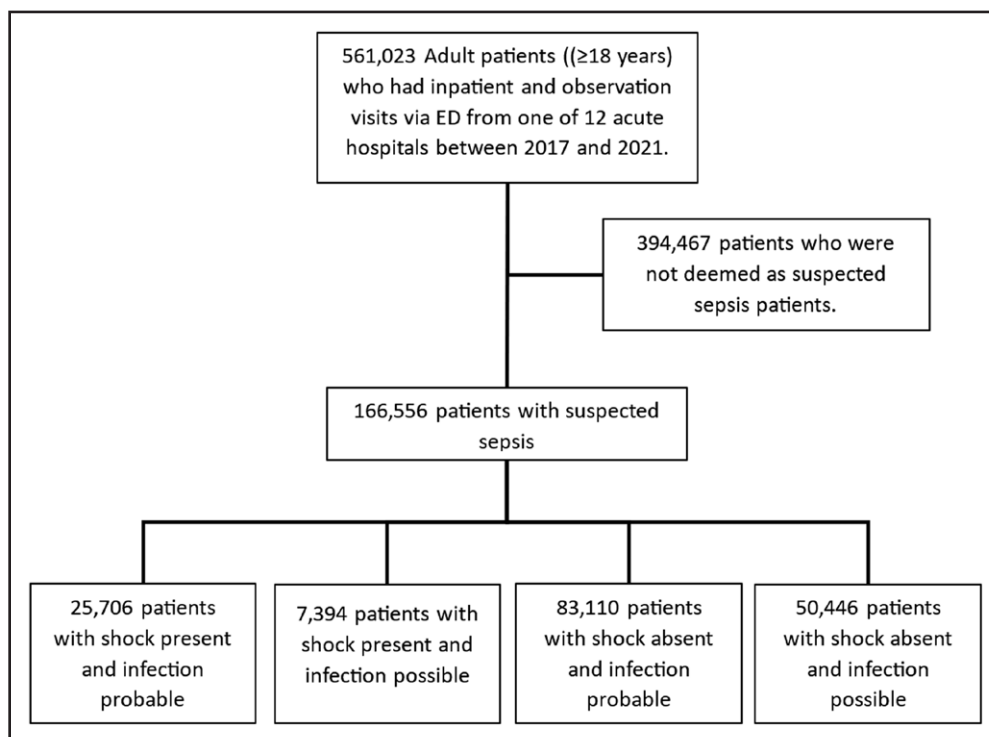 561,023 Adult patients ((≥18 years)
who had inpatient and observation
visits via ED from one of 12 acute
hospitals between 2017 and 2021.
394,467 patients who were
not deemed as suspected
sepsis patients.
166,556 patients with suspected
sepsis
25,706 patients
with shock present
and infection
probable
7,394 patients with
shock present and
infection possible
83,110 patients
with shock absent
and infection
probable
50,446 patients
with shock absent
and infection
possible